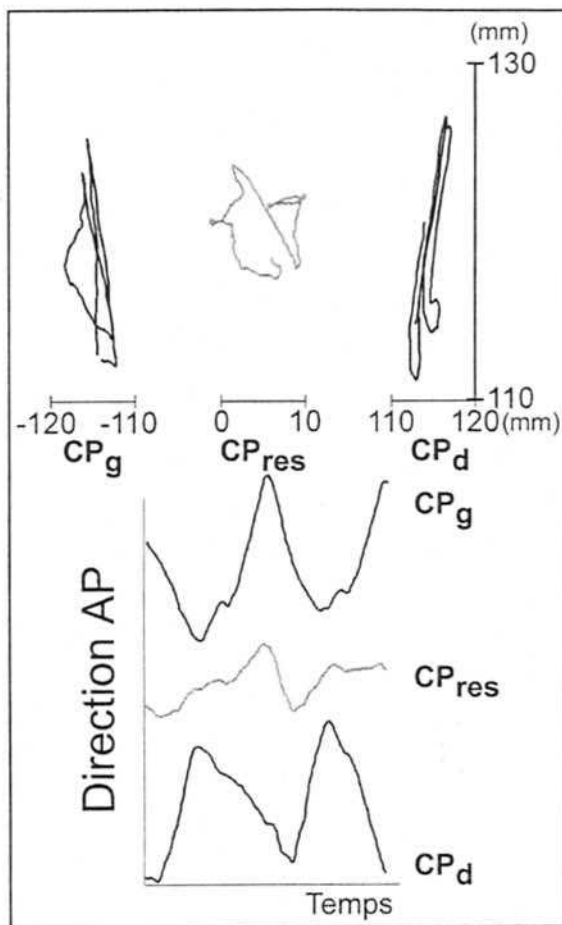 (mm)
130
110
-120 -110 0 10 110 120 (mm)
CPg CPres CPd
CPg
Direction AP
CPres
CPd
Temps